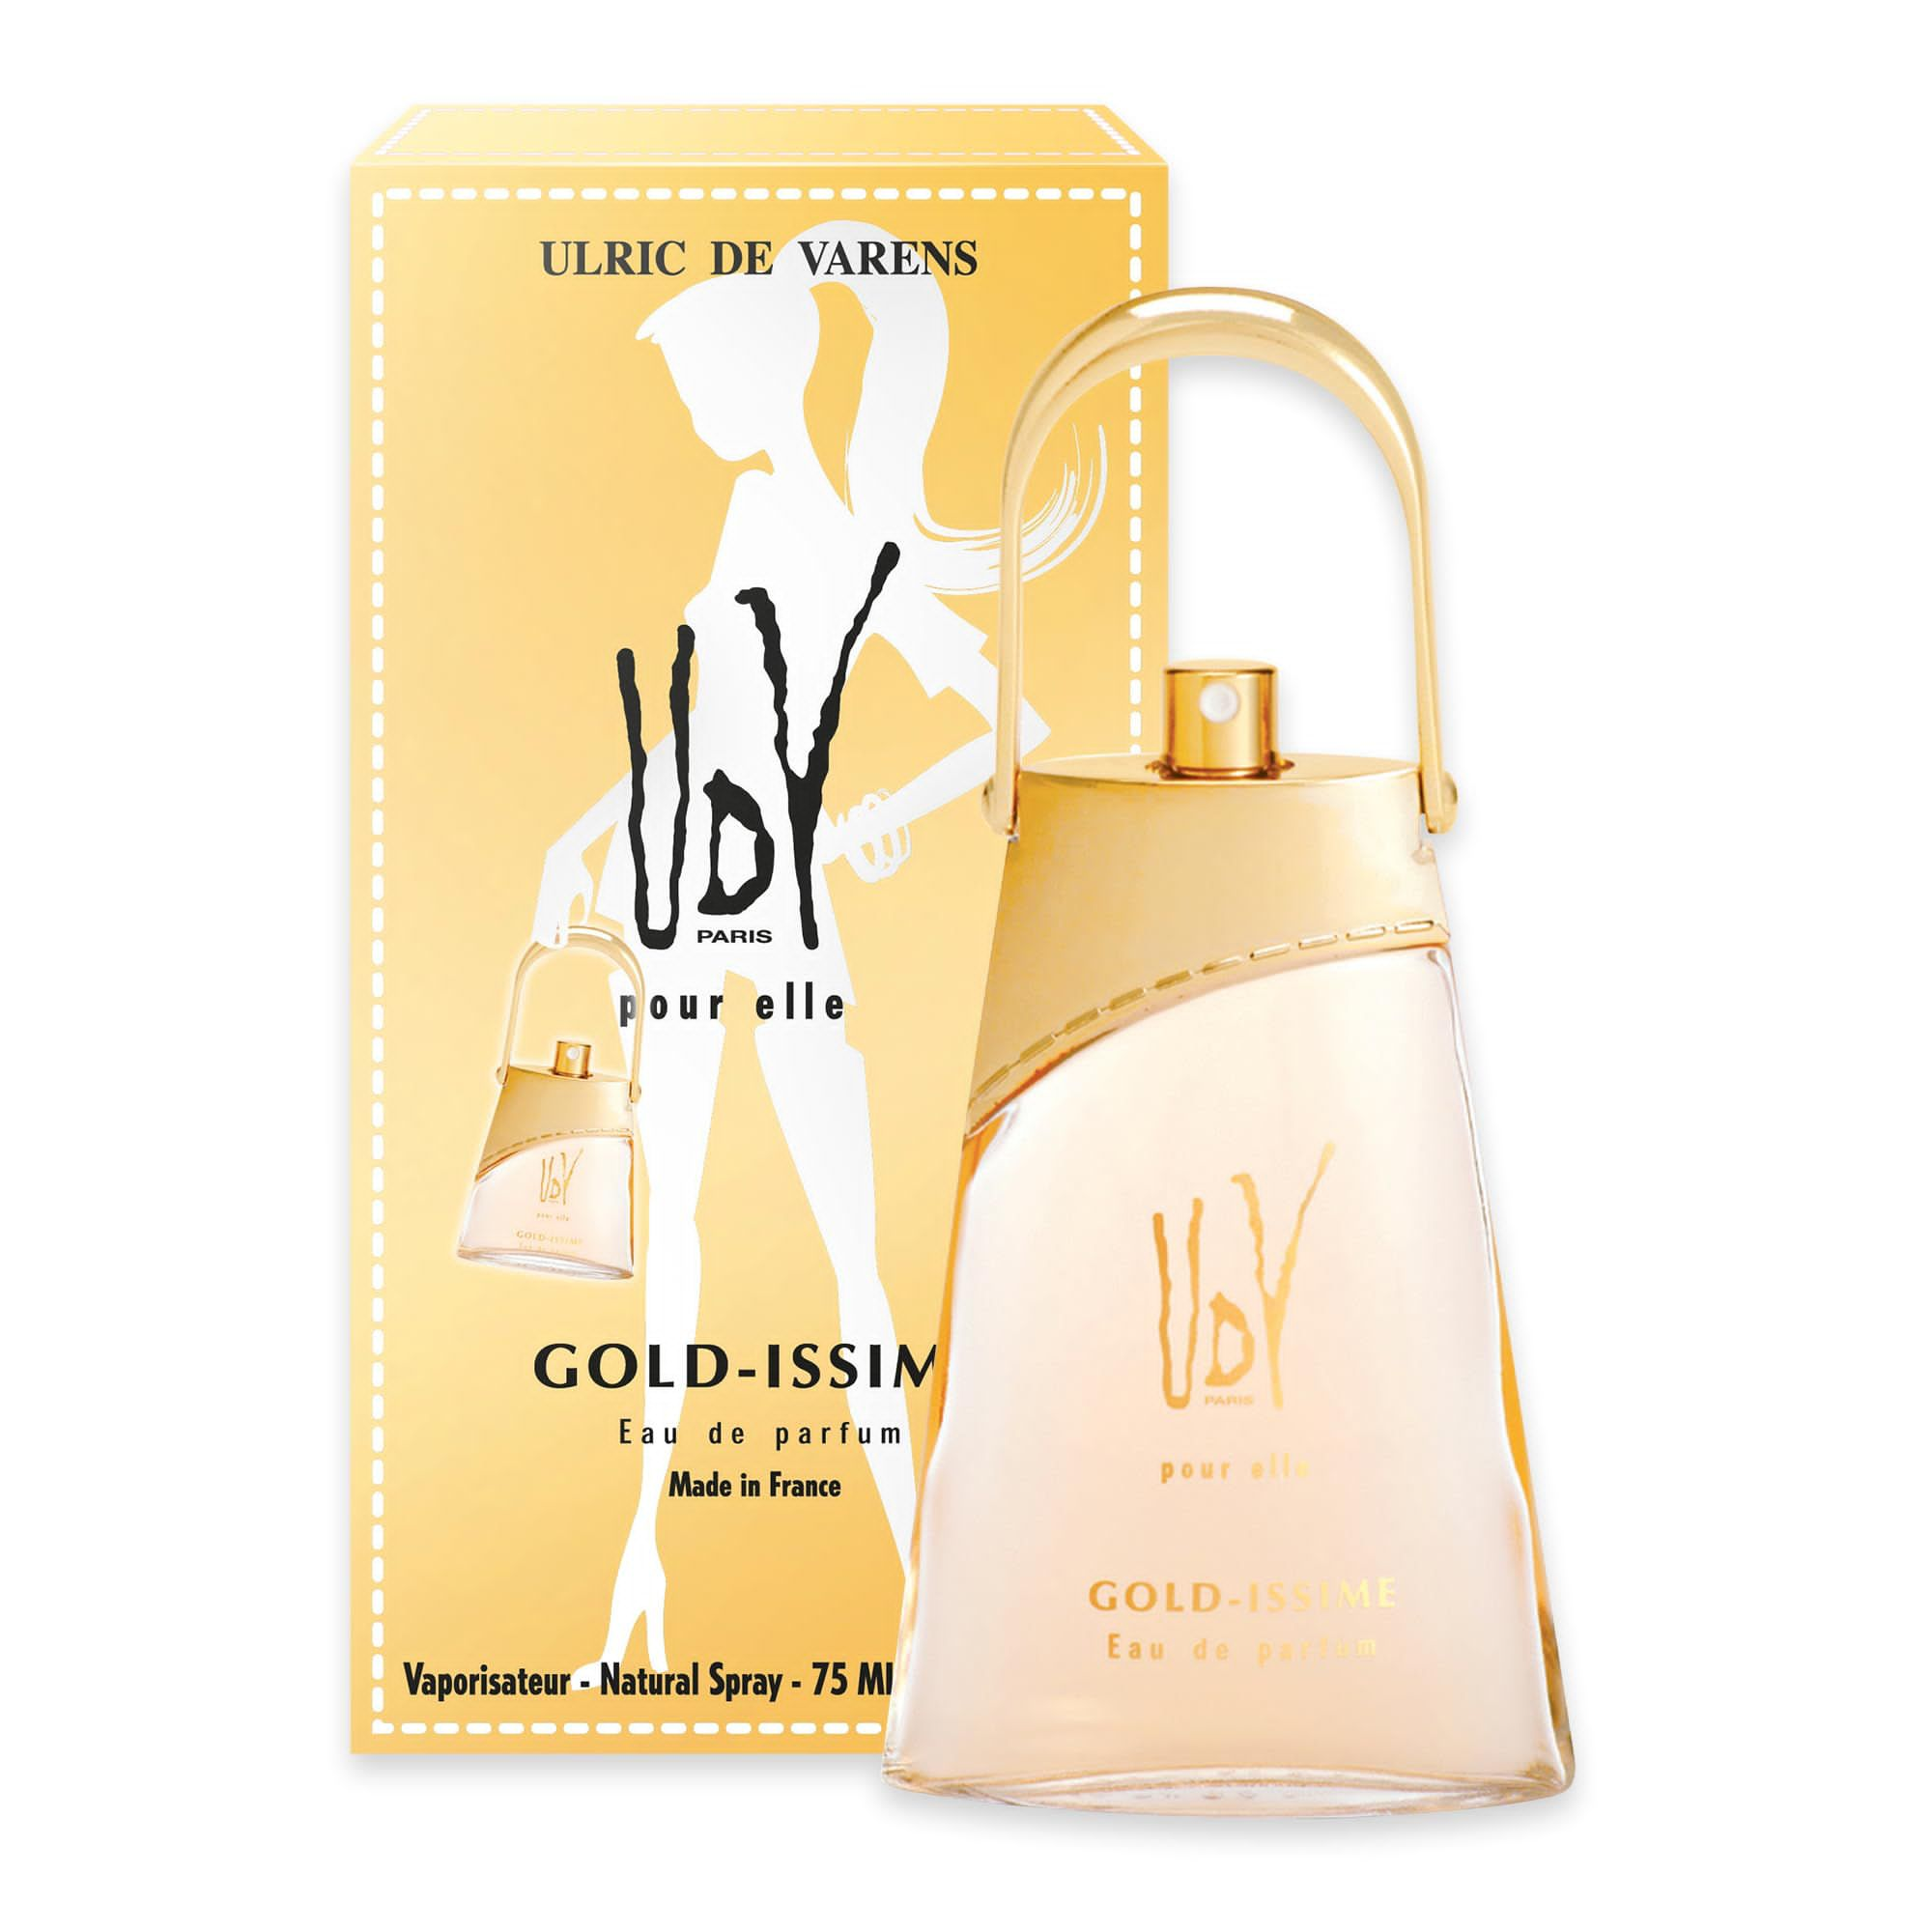 ULRIC DE VARENS
UDV
PARIS
pour elle
UDV
pour elle
GOLD-ISSIME
GOLD-ISSIM
Eau de parfum
Made in France
Vaporisateur - Natural Spray - 75 Ml
UDV
PARIS
pour elle
GOLD-ISSIME
Eau de parfum